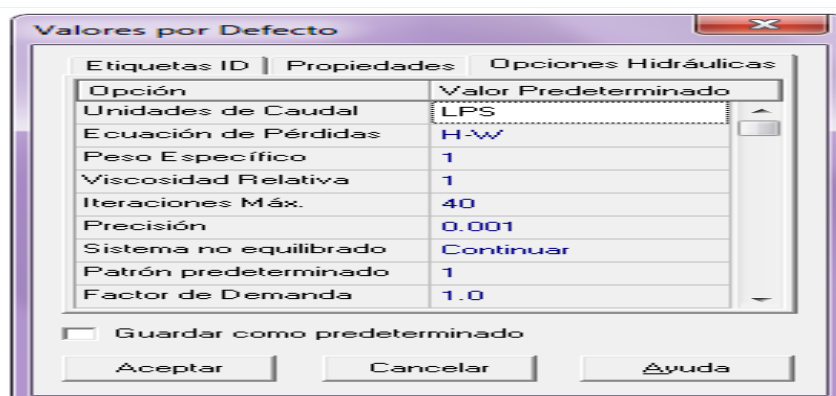 Valores por Defecto
Etiquetas ID Propiedades Opciones Hidráulicas
Opción Valor Predeterminado
Unidades de Caudal LPS
Ecuación de Pérdidas H-W
Peso Específico 1
Viscosidad Relativa 1
Iteraciones Máx. 40
Precisión 0.001
Sistema no equilibrado Continuar
Patrón predeterminado 1
Factor de Demanda 1.0
Guardar como predeterminado
Aceptar Cancelar Ayuda